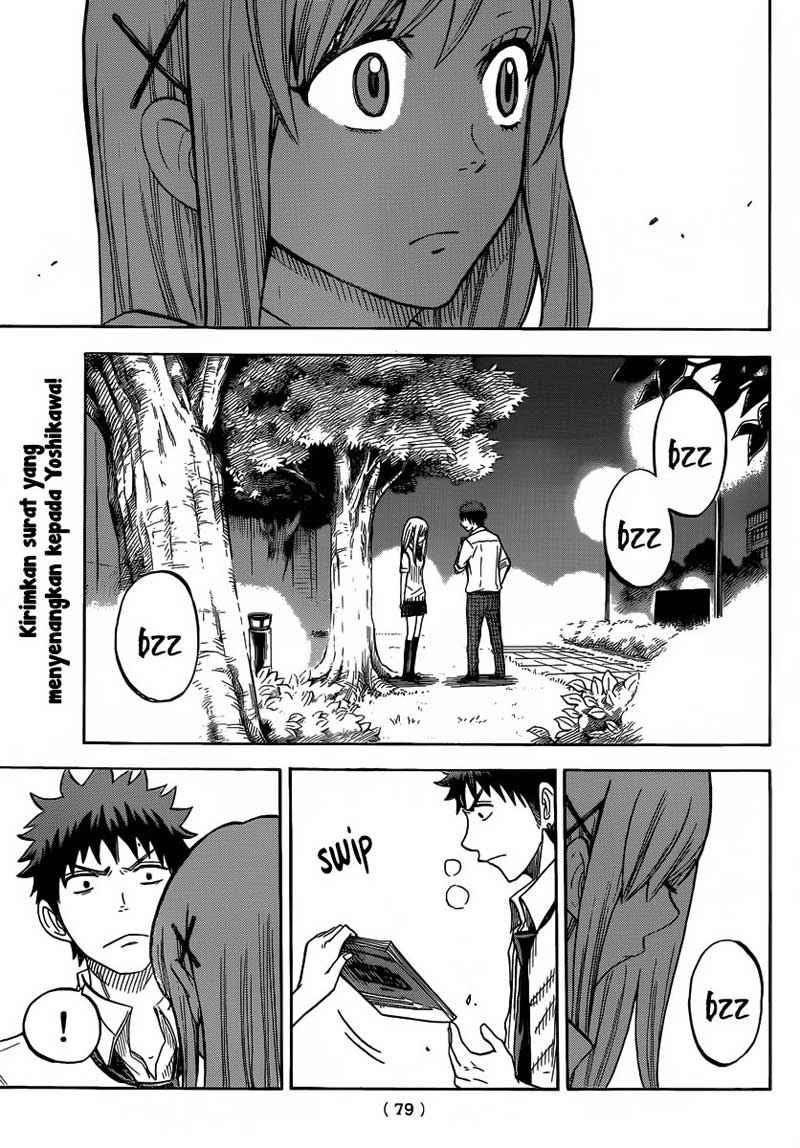 Kirimkan surat yang
menyenangkan kepada Yoshikawa!
bzz
bzz
bzz
bzz
swip
!
( 79 )